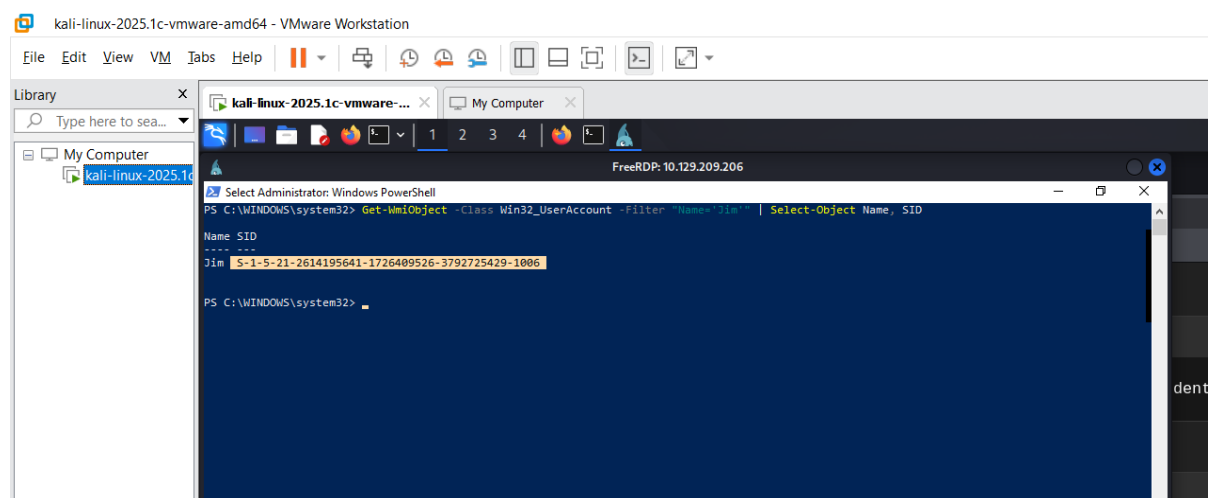 kali-linux-2025.1c-vmware-amd64 - VMware Workstation
File Edit View VM Tabs Help
Library X
kali-linux-2025.1c-vmware-... My Computer
Type here to sea...
1 2 3 4
My Computer
kali-linux-2025.1c
FreeRDP: 10.129.209.206
Select Administrator: Windows PowerShell
PS C:\WINDOWS\system32> Get-WmiObject -Class Win32_UserAccount -Filter "Name='Jim'" | Select-Object Name, SID
Name SID
---- ---
Jim S-1-5-21-2614195641-1726409526-3792725429-1006
PS C:\WINDOWS\system32>
dent